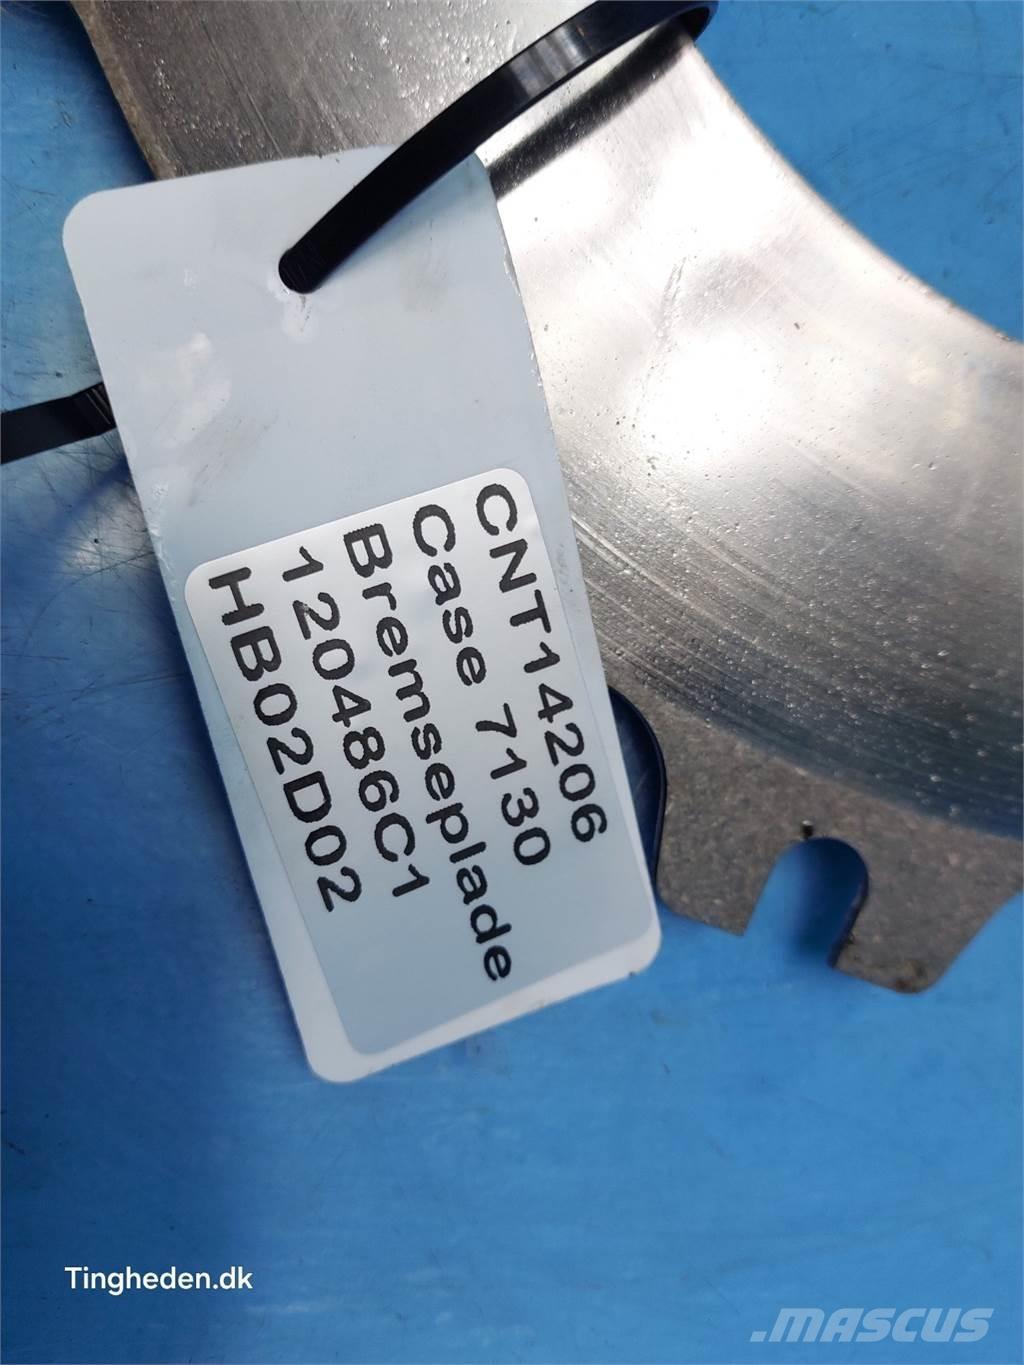 CNT14206
Case 7130
Bremseplade
120486C1
HB02D02
Tingheden.dk
.MASCUS